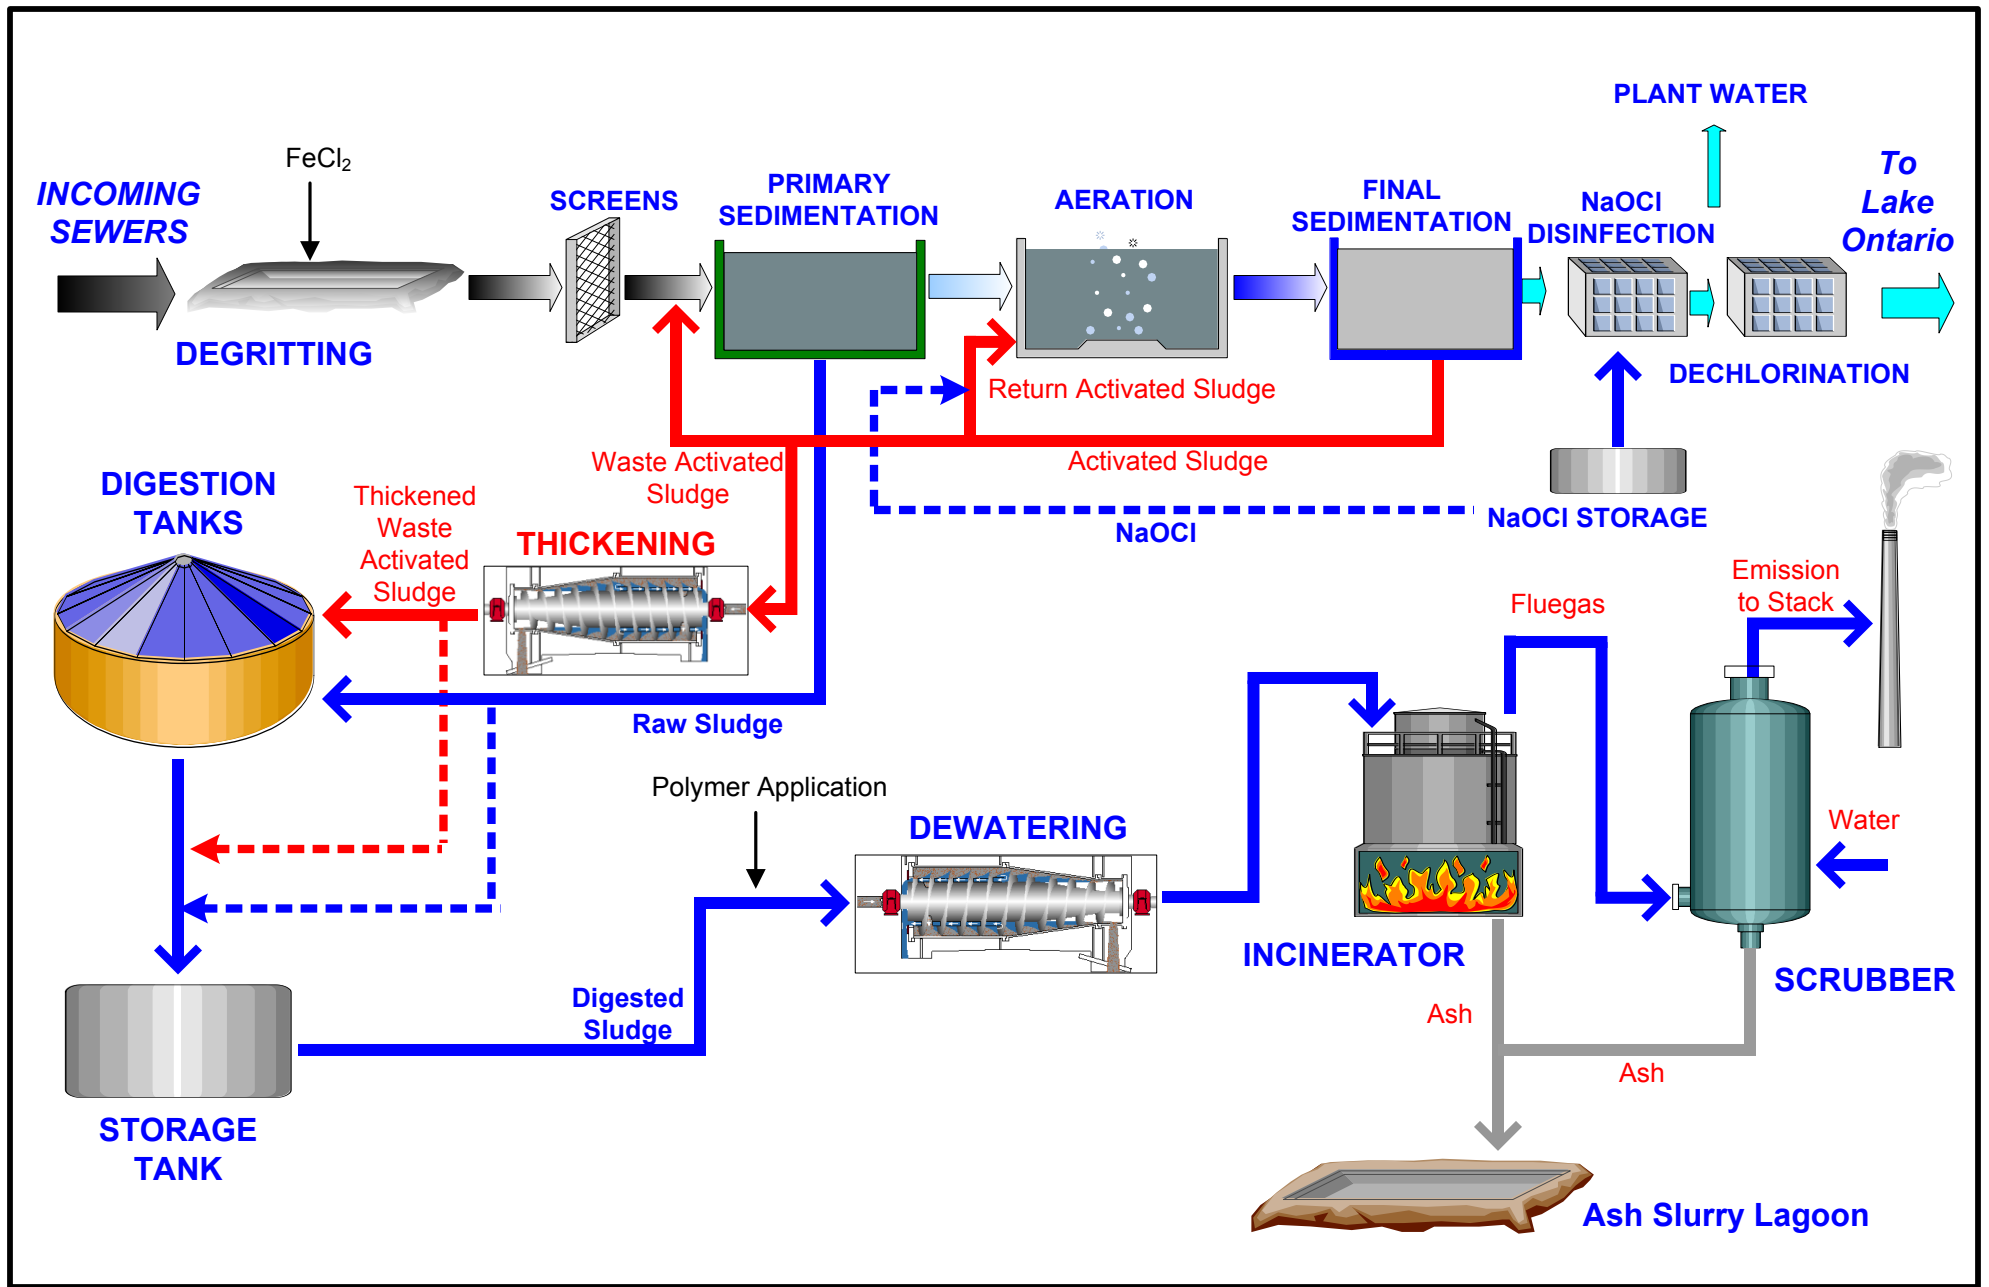 PLANT WATER
FeCl₂
INCOMING
SEWERS
SCREENS
PRIMARY
SEDIMENTATION
AERATION
FINAL
SEDIMENTATION
NaOCl
DISINFECTION
To
Lake
Ontario
DEGRITTING
Return Activated Sludge
DECHLORINATION
Waste Activated
Sludge
Activated Sludge
DIGESTION
TANKS
Thickened
Waste
Activated
Sludge
THICKENING
NaOCl
NaOCl STORAGE
Emission
to Stack
Fluegas
Raw Sludge
Polymer Application
DEWATERING
Water
INCINERATOR
SCRUBBER
Digested
Sludge
Ash
Ash
STORAGE
TANK
Ash Slurry Lagoon